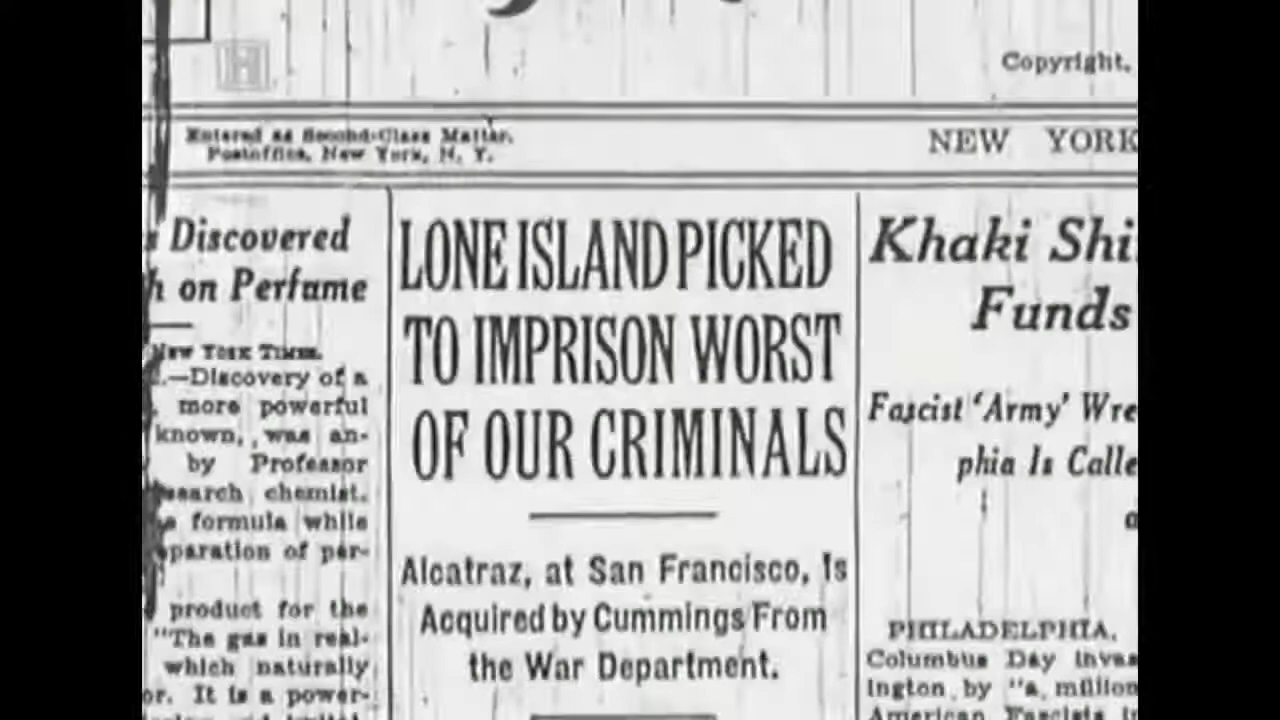 Copyright,
Entered as Second-Class Matter,
Postoffice, New York, N. Y.
NEW YORK
Discovered
on Perfume
New York Times.
.—Discovery of a
more powerful
known, was an-
by Professor
search chemist,
formula while
paration of per-
product for the
"The gas in real-
which naturally
or. It is a power-
LONE ISLAND PICKED
TO IMPRISON WORST
OF OUR CRIMINALS
Alcatraz, at San Francisco, Is
Acquired by Cummings From
the War Department.
Khaki Shi
Funds
Fascist 'Army' Wre
phia Is Calle
PHILADELPHIA,
Columbus Day inva
ington by "a million
American Fascists in